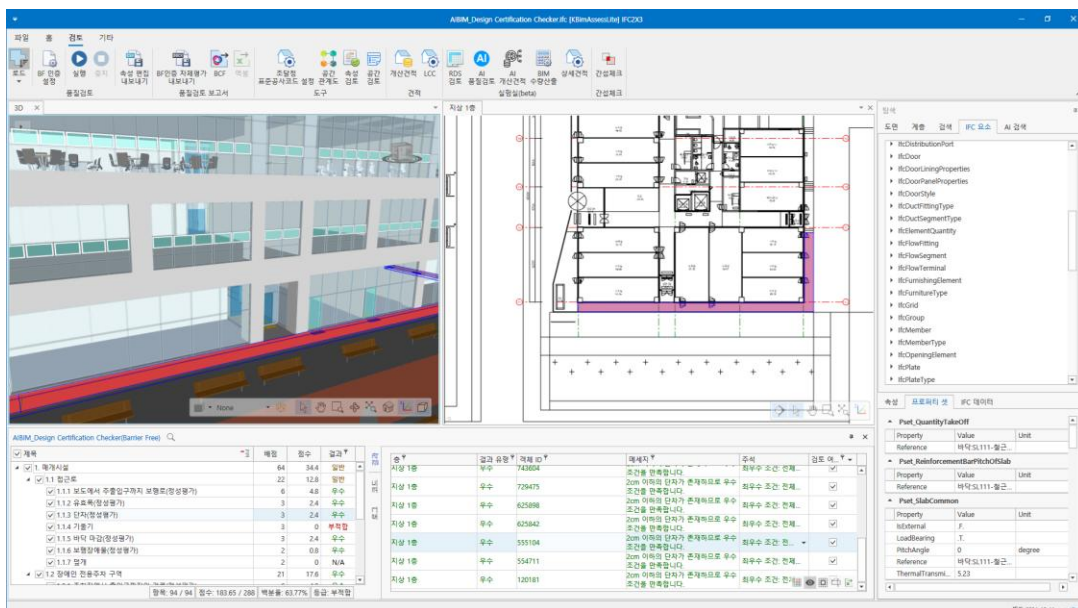 AIBIM_Design Certification Checker.ifc [KBimAssessLite] IFC2X3
파일 홈 검토 기타
로드
BF 인증 설정
실행
중지
속성 편집 내보내기
BF인증 자체평가 내보내기
BCF
엑셀
조달청 표준공사코드 설정
공간 관계도
속성 검토
공간 검토
개산견적
LCC
RDS 검토
AI 품질검토
AI 개산견적
BIM 수량산출
상세견적
간섭체크
품질검토
품질검토 보고서
도구
견적
실험실(beta)
간섭체크
3D
지상 1층
None
탐색
도면 계층 검색 IFC 요소 AI 검색
IfcDistributionPort
IfcDoor
IfcDoorLiningProperties
IfcDoorPanelProperties
IfcDoorStyle
IfcDuctFittingType
IfcDuctSegmentType
IfcElementQuantity
IfcFlowFitting
IfcFlowSegment
IfcFlowTerminal
IfcFurnishingElement
IfcFurnitureType
IfcGrid
IfcGroup
IfcMember
IfcMemberType
IfcOpeningElement
IfcPlate
IfcPlateType
속성 프로퍼티 셋 IFC 데이터
Pset_QuantityTakeOff
Property Value Unit
Reference 바닥:SL111-철근...
Pset_ReinforcementBarPitchOfSlab
Property Value Unit
Reference 바닥:SL111-철근...
Pset_SlabCommon
Property Value Unit
IsExternal .F.
LoadBearing .T.
PitchAngle 0 degree
Reference 바닥:SL111-철근...
ThermalTransmi... 5.23
AIBIM_Design Certification Checker(Barrier Free)
제목 배점 점수 결과
1. 매개시설 64 34.4 일반
1.1 접근로 22 12.8 일반
1.1.1 보도에서 주출입구까지 보행로(정성평가) 6 4.8 우수
1.1.2 유효폭(정성평가) 3 2.4 우수
1.1.3 단차(정성평가) 3 2.4 우수
1.1.4 기울기 3 0 부적합
1.1.5 바닥 마감(정성평가) 3 2.4 우수
1.1.6 보행장애물(정성평가) 2 0.8 우수
1.1.7 덮개 2 0 N/A
1.2 장애인 전용주차 구역 21 17.6 우수
항목: 94 / 94 점수: 183.65 / 288 백분율: 63.77% 등급: 부적합
층 결과 유형 객체 ID 메세지 주석 검토 여...
지상 1층 우수 743604 조건을 만족합니다. 최우수 조건: 전체...
지상 1층 우수 729475 2cm 이하의 단차가 존재하므로 우수 조건을 만족합니다. 최우수 조건: 전체...
지상 1층 우수 625898 2cm 이하의 단차가 존재하므로 우수 조건을 만족합니다. 최우수 조건: 전체...
지상 1층 우수 625842 2cm 이하의 단차가 존재하므로 우수 조건을 만족합니다. 최우수 조건: 전체...
지상 1층 우수 555104 2cm 이하의 단차가 존재하므로 우수 조건을 만족합니다. 최우수 조건: 전...
지상 1층 우수 554711 2cm 이하의 단차가 존재하므로 우수 조건을 만족합니다. 최우수 조건: 전체...
지상 1층 우수 120181 2cm 이하의 단차가 존재하므로 우수 조건을 만족합니다. 최우수 조건: 전